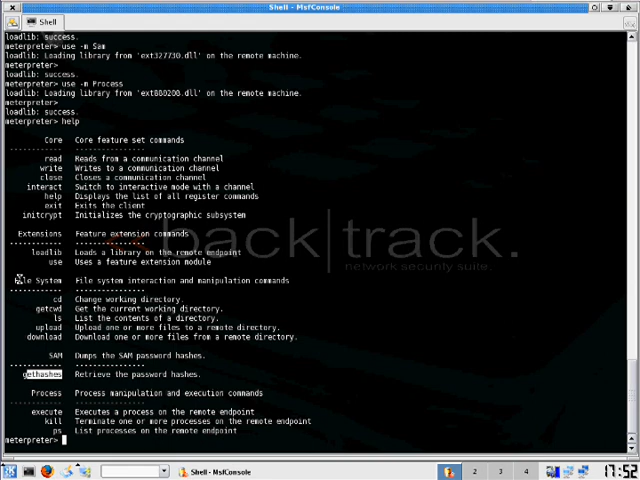 Shell - MsfConsole
Shell
loadlib: success.
meterpreter> use -m Sam
loadlib: Loading library from 'ext327730.dll' on the remote machine.
meterpreter>
loadlib: success.
meterpreter> use -m Process
loadlib: Loading library from 'ext880208.dll' on the remote machine.
meterpreter>
loadlib: success.
meterpreter> help
Core Core feature set commands
------------ ----------------
read Reads from a communication channel
write Writes to a communication channel
close Closes a communication channel
interact Switch to interactive mode with a channel
help Displays the list of all register commands
exit Exits the client
initcrypt Initializes the cryptographic subsystem
Extensions Feature extension commands
------------ ----------------
loadlib Loads a library on the remote endpoint
use Uses a feature extension module
File System File system interaction and manipulation commands
------------ ----------------
cd Change working directory.
getcwd Get the current working directory.
ls List the contents of a directory.
upload Upload one or more files to a remote directory.
download Download one or more files from a remote directory.
SAM Dumps the SAM password hashes.
------------ ----------------
gethashes Retrieve the password hashes.
Process Process manipulation and execution commands
------------ ----------------
execute Executes a process on the remote endpoint
kill Terminate one or more processes on the remote endpoint
ps List processes on the remote endpoint
meterpreter>
<< back | track.
network security suite.
Shell - MsfConsole
1 2 3 4
17:52